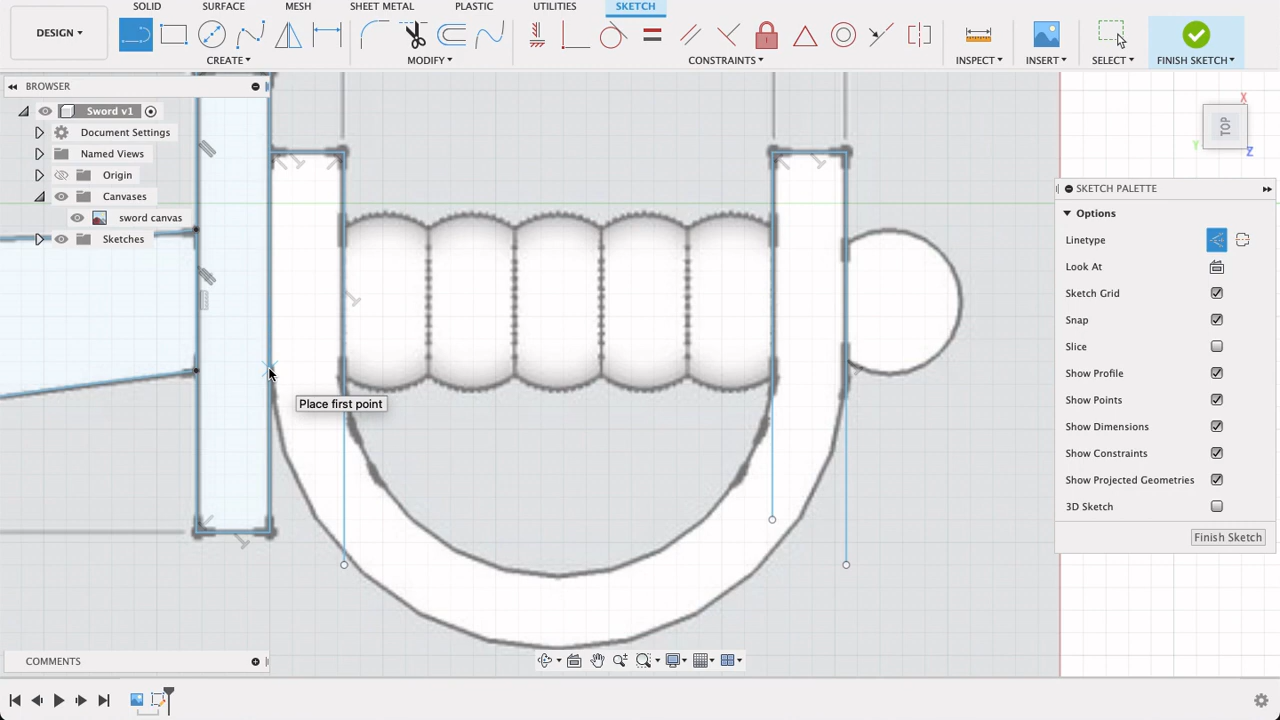 SOLID SURFACE MESH SHEET METAL PLASTIC UTILITIES SKETCH
DESIGN
CREATE MODIFY CONSTRAINTS INSPECT INSERT SELECT FINISH SKETCH
BROWSER
Sword v1
Document Settings
Named Views
Origin
Canvases
sword canvas
Sketches
X
TOP
Y
Z
SKETCH PALETTE
Options
Linetype
Look At
Sketch Grid
Snap
Slice
Show Profile
Show Points
Show Dimensions
Show Constraints
Show Projected Geometries
3D Sketch
Finish Sketch
Place first point
COMMENTS